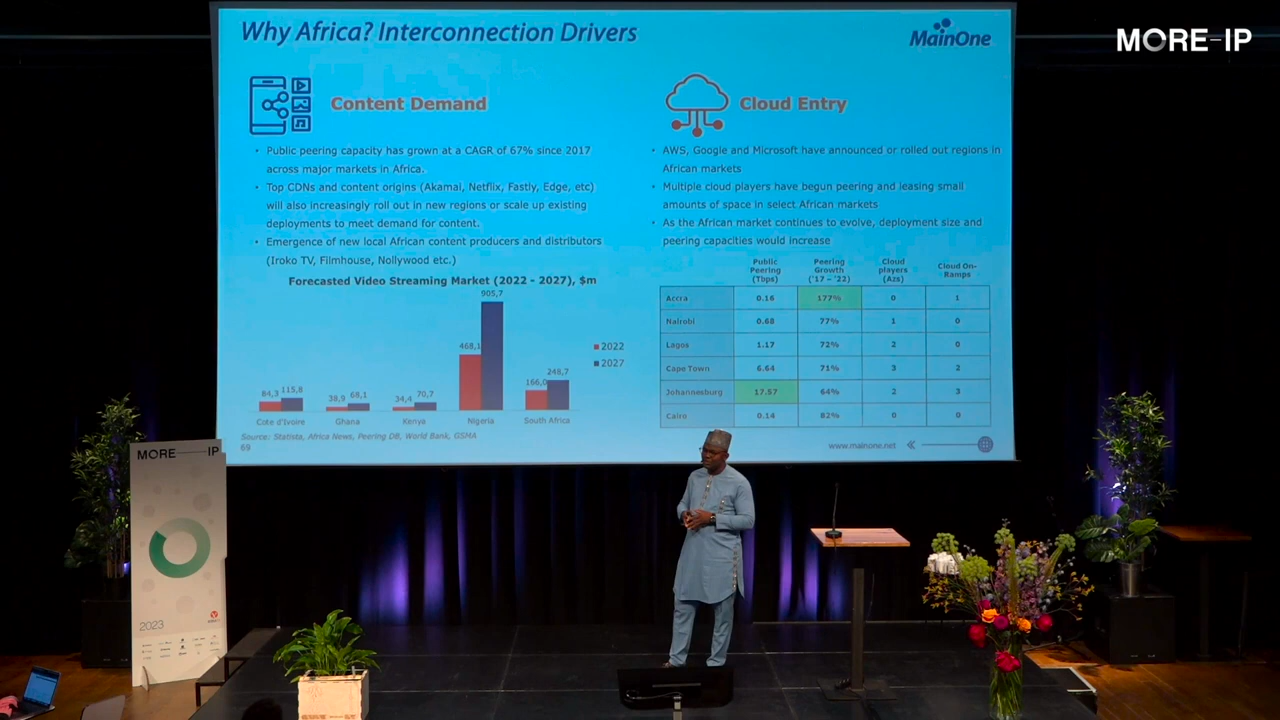 Why Africa? Interconnection Drivers
MainOne
MORE-IP
Content Demand
• Public peering capacity has grown at a CAGR of 67% since 2017
across major markets in Africa.
• Top CDNs and content origins (Akamai, Netflix, Fastly, Edge, etc)
will also increasingly roll out in new regions or scale up existing
deployments to meet demand for content.
• Emergence of new local African content producers and distributors
(Iroko TV, Filmhouse, Nollywood etc.)
Forecasted Video Streaming Market (2022 - 2027), $m
84,3 115,8
38,9 68,1
34,4 70,7
468,1 905,7
166,0 248,7
2022
2027
Cote d'Ivoire Ghana Kenya Nigeria South Africa
Source: Statista, Africa News, Peering DB, World Bank, GSMA
69
Cloud Entry
• AWS, Google and Microsoft have announced or rolled out regions in
African markets
• Multiple cloud players have begun peering and leasing small
amounts of space in select African markets
• As the African market continues to evolve, deployment size and
peering capacities would increase
Public Peering (Tbps) Peering Growth ('17 – '22) Cloud players (Azs) Cloud On-Ramps
Accra 0.16 177% 0 1
Nairobi 0.68 77% 1 0
Lagos 1.17 72% 2 0
Cape Town 6.64 71% 3 2
Johannesburg 17.57 64% 2 3
Cairo 0.14 82% 0 0
www.mainone.net
MORE IP
2023